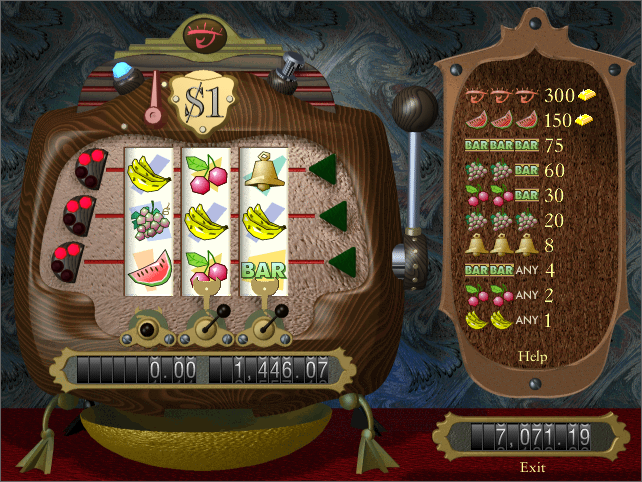 $1
300
150
BAR BAR BAR 75
BAR 60
BAR 30
20
8
BAR BAR ANY 4
ANY 2
ANY 1
Help
BAR
0.00 1,446.07
7,071.19
Exit